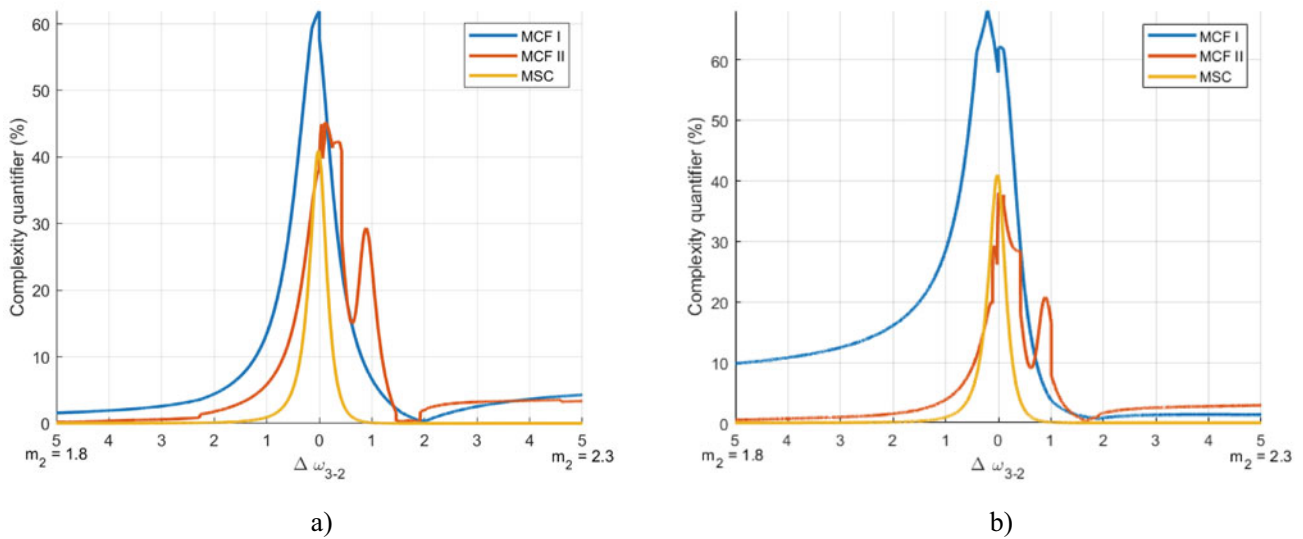 60
50
40
30
20
10
0
Complexity quantifier (%)
MCF I
MCF II
MSC
5 4 3 2 1 0 1 2 3 4 5
m2 = 1.8 m2 = 2.3
Δ ω3-2
a)
60
50
40
30
20
10
0
Complexity quantifier (%)
MCF I
MCF II
MSC
5 4 3 2 1 0 1 2 3 4 5
m2 = 1.8 m2 = 2.3
Δ ω3-2
b)